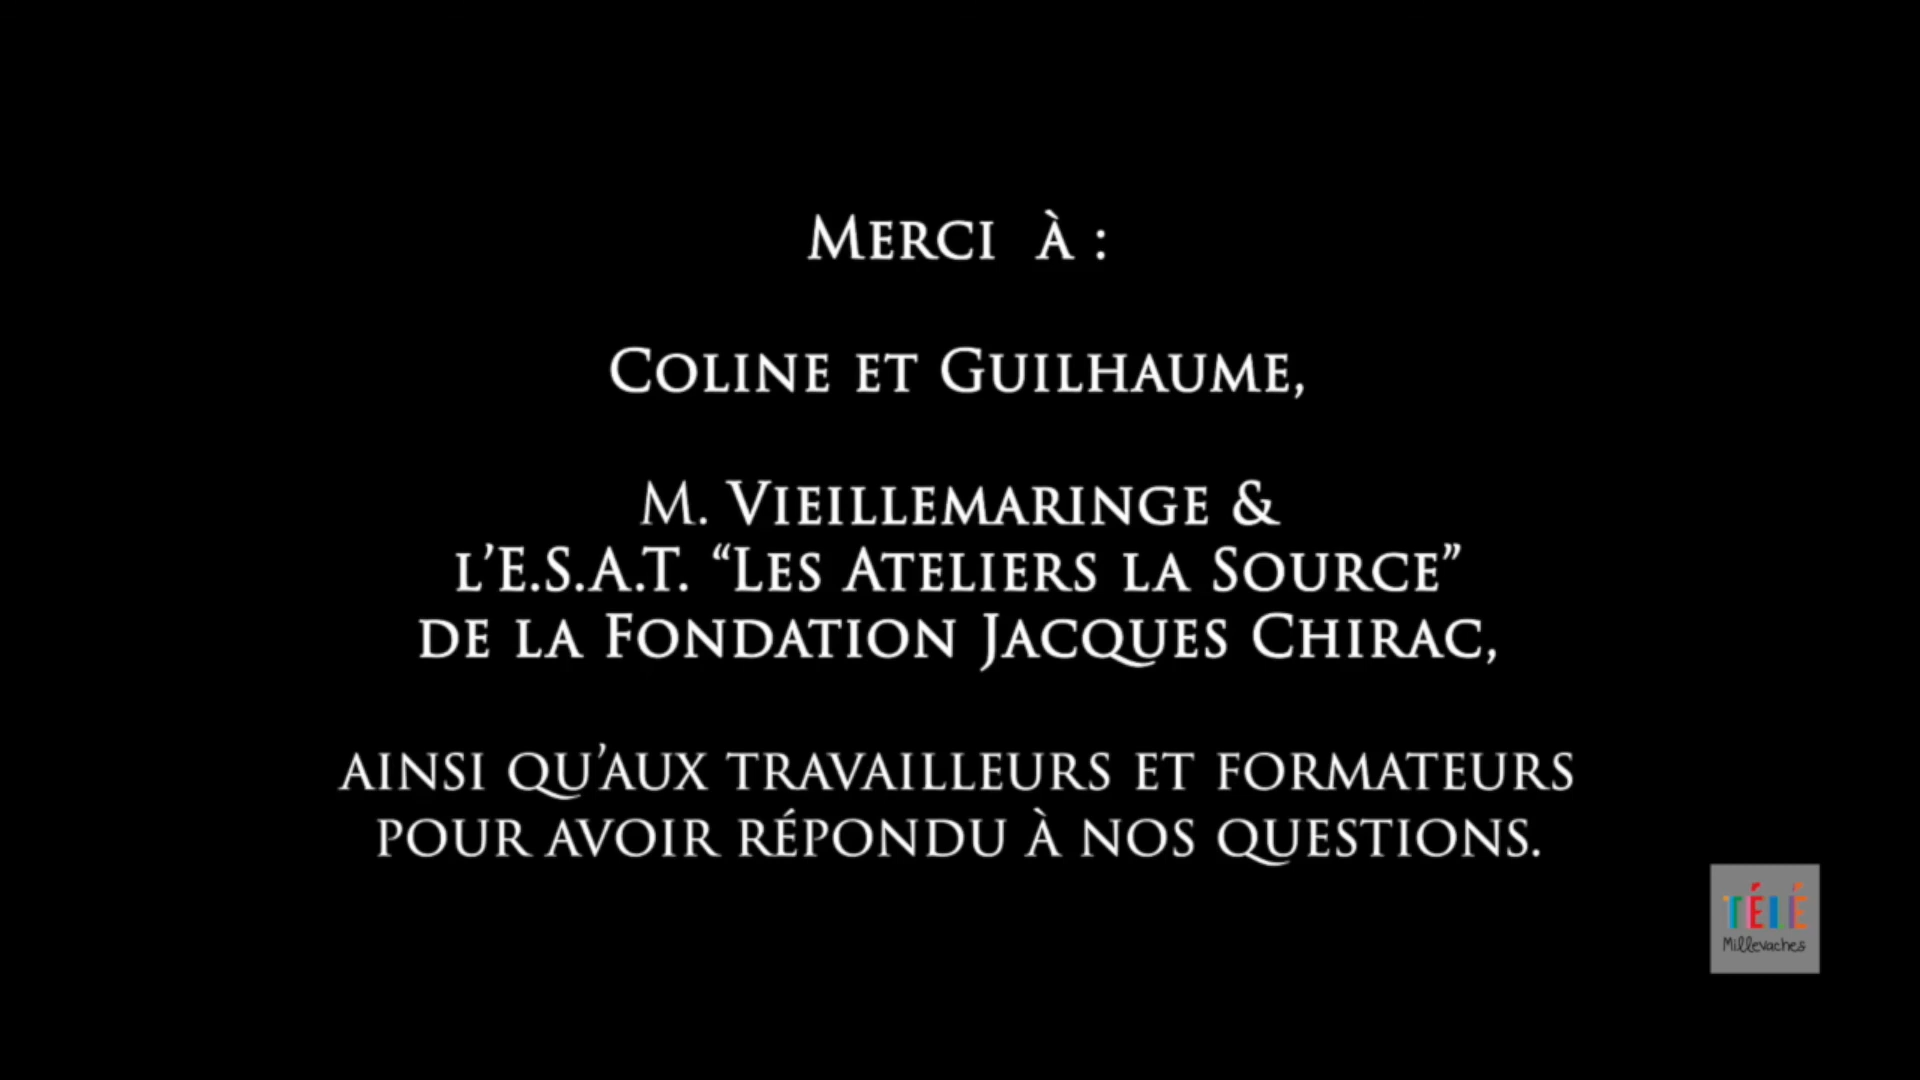 Merci à :
Coline et Guilhaume,
M. Vieillemaringe &
l’E.S.A.T. “Les Ateliers la Source”
de la Fondation Jacques Chirac,
ainsi qu’aux travailleurs et formateurs
pour avoir répondu à nos questions.
TÉLÉ
Millevaches